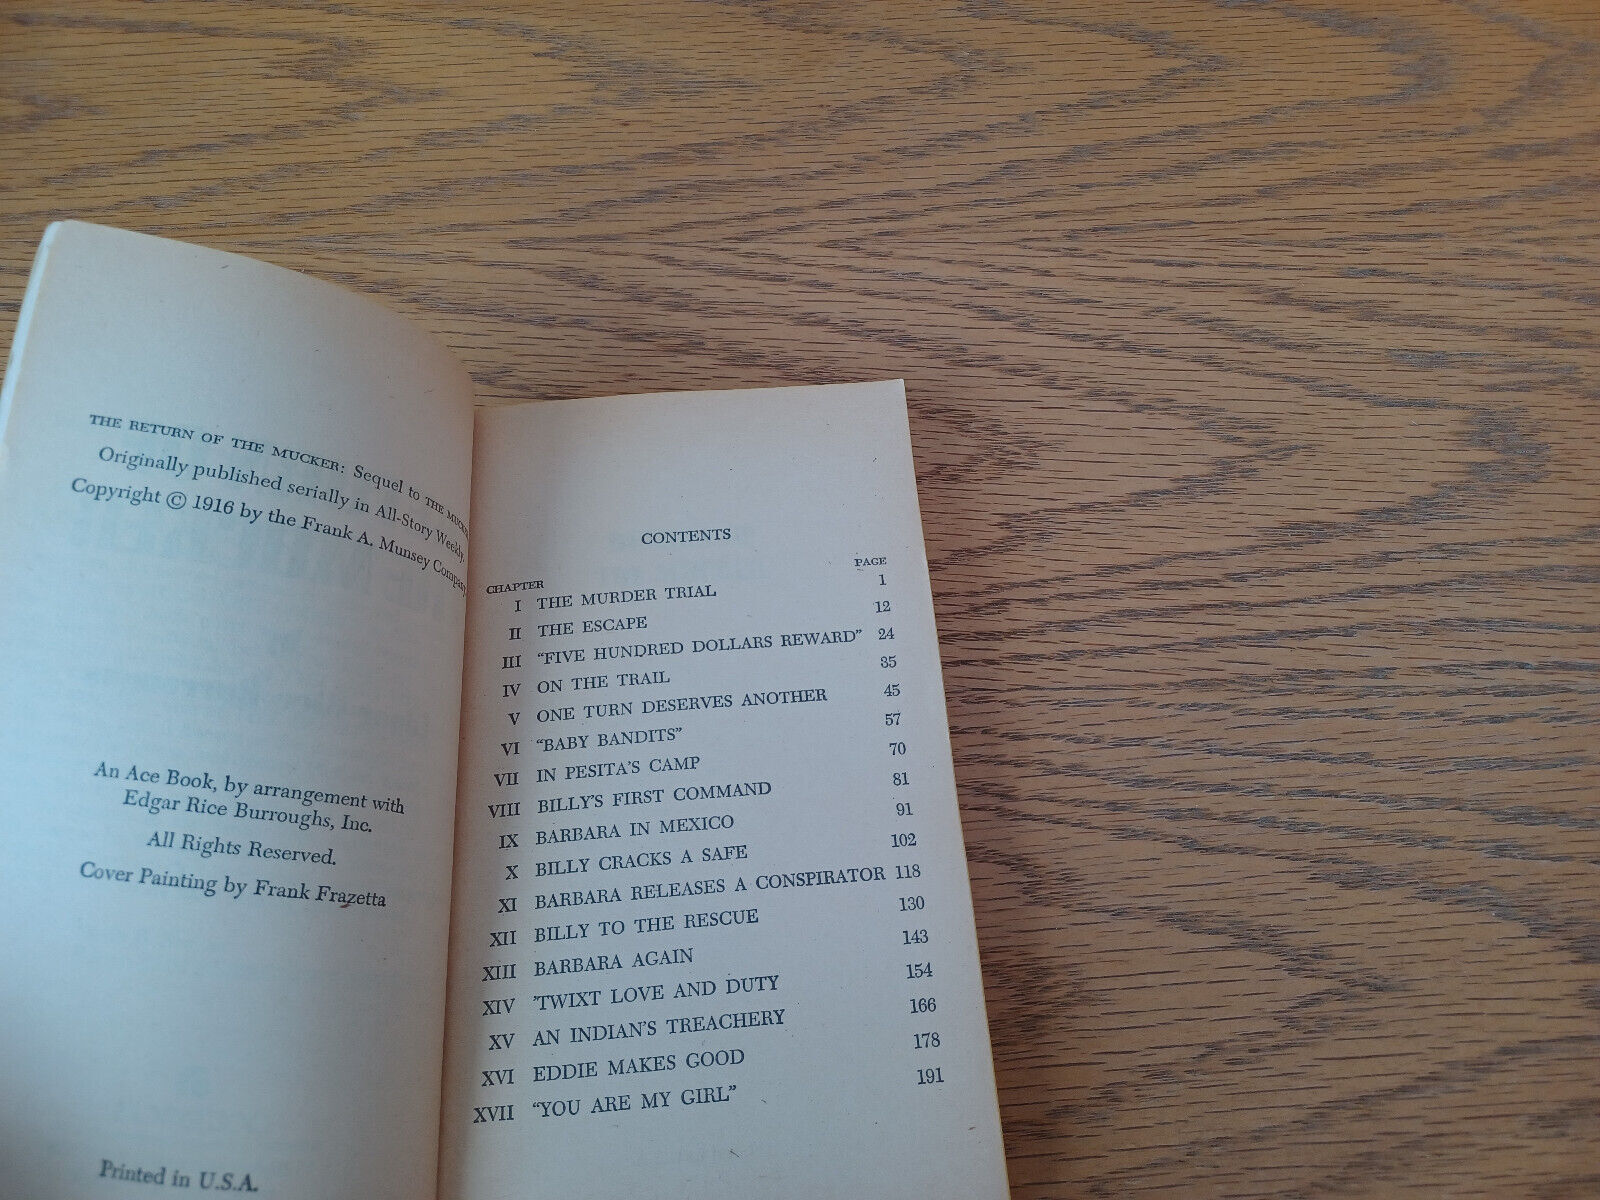 THE RETURN OF THE MUCKER: Sequel to THE MUCKER
Originally published serially in All-Story Weekly.
Copyright © 1916 by the Frank A. Munsey Company
An Ace Book, by arrangement with
Edgar Rice Burroughs, Inc.
All Rights Reserved.
Cover Painting by Frank Frazetta
Printed in U.S.A.
CONTENTS
CHAPTER PAGE
I THE MURDER TRIAL 1
II THE ESCAPE 12
III "FIVE HUNDRED DOLLARS REWARD" 24
IV ON THE TRAIL 35
V ONE TURN DESERVES ANOTHER 45
VI "BABY BANDITS" 57
VII IN PESITA'S CAMP 70
VIII BILLY'S FIRST COMMAND 81
IX BARBARA IN MEXICO 91
X BILLY CRACKS A SAFE 102
XI BARBARA RELEASES A CONSPIRATOR 118
XII BILLY TO THE RESCUE 130
XIII BARBARA AGAIN 143
XIV 'TWIXT LOVE AND DUTY 154
XV AN INDIAN'S TREACHERY 166
XVI EDDIE MAKES GOOD 178
XVII "YOU ARE MY GIRL" 191